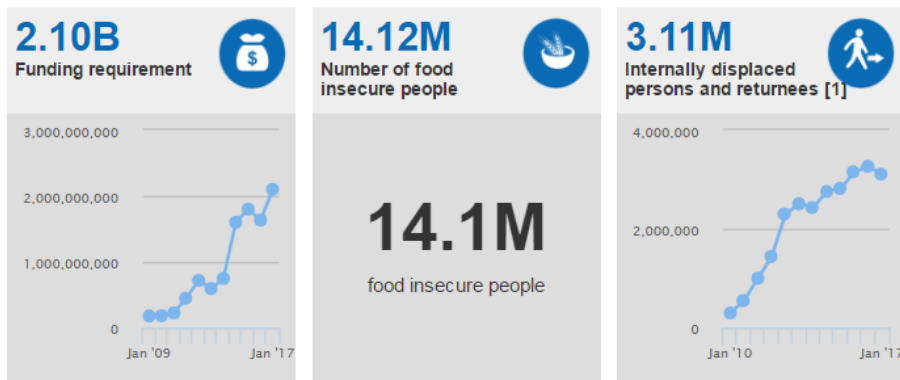 2.10B
Funding requirement
$
3,000,000,000
2,000,000,000
1,000,000,000
0
Jan '09
Jan '17
14.12M
Number of food
insecure people
14.1M
food insecure people
3.11M
Internally displaced
persons and returnees [1]
4,000,000
2,000,000
0
Jan '10
Jan '17